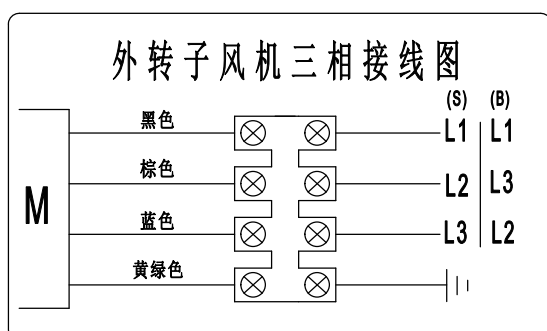 外转子风机三相接线图
(S) (B)
黑色 L1 L1
棕色 L2 L3
M
蓝色 L3 L2
黄绿色